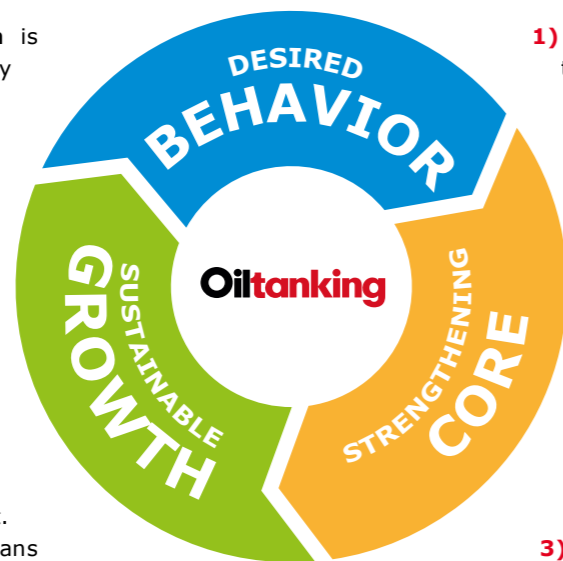 is
y
1)
DESIRED
BEHAVIOR
Oiltanking
SUSTAINABLE
GROWTH
STRENGTHENING
CORE
ans
3)